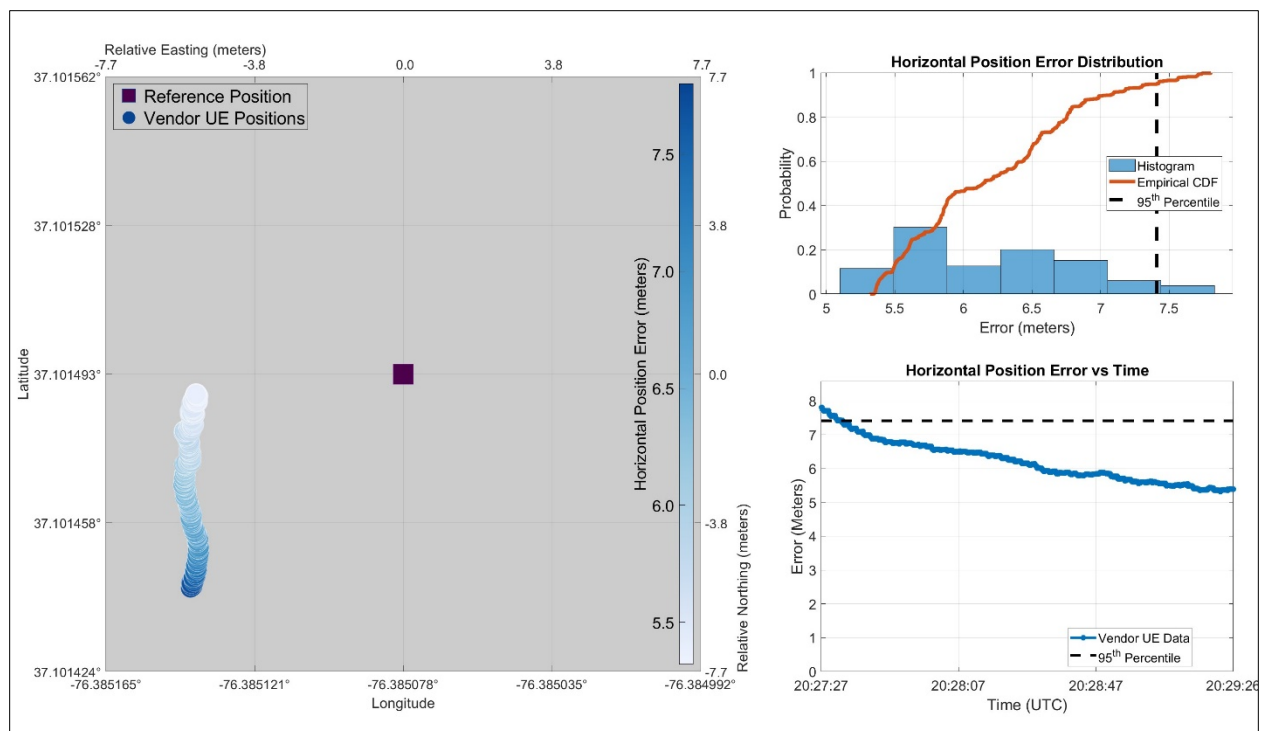 Relative Easting (meters)
-7.7 -3.8 0.0 3.8 7.7
37.101562° 7.7
Reference Position
Vendor UE Positions
7.5
37.101528° 3.8
7.0
Horizontal Position Error (meters)
Latitude
37.101493° 6.5 0.0
6.0
37.101458° -3.8
Relative Northing (meters)
5.5
37.101424° -7.7
-76.385165° -76.385121° -76.385078° -76.385035° -76.384992°
Longitude
Horizontal Position Error Distribution
1
0.8
0.6
0.4
0.2
0
Probability
Histogram
Empirical CDF
95th Percentile
5 5.5 6 6.5 7 7.5
Error (meters)
Horizontal Position Error vs Time
8
7
6
5
4
3
2
1
0
Error (Meters)
Vendor UE Data
95th Percentile
20:27:27 20:28:07 20:28:47 20:29:26
Time (UTC)